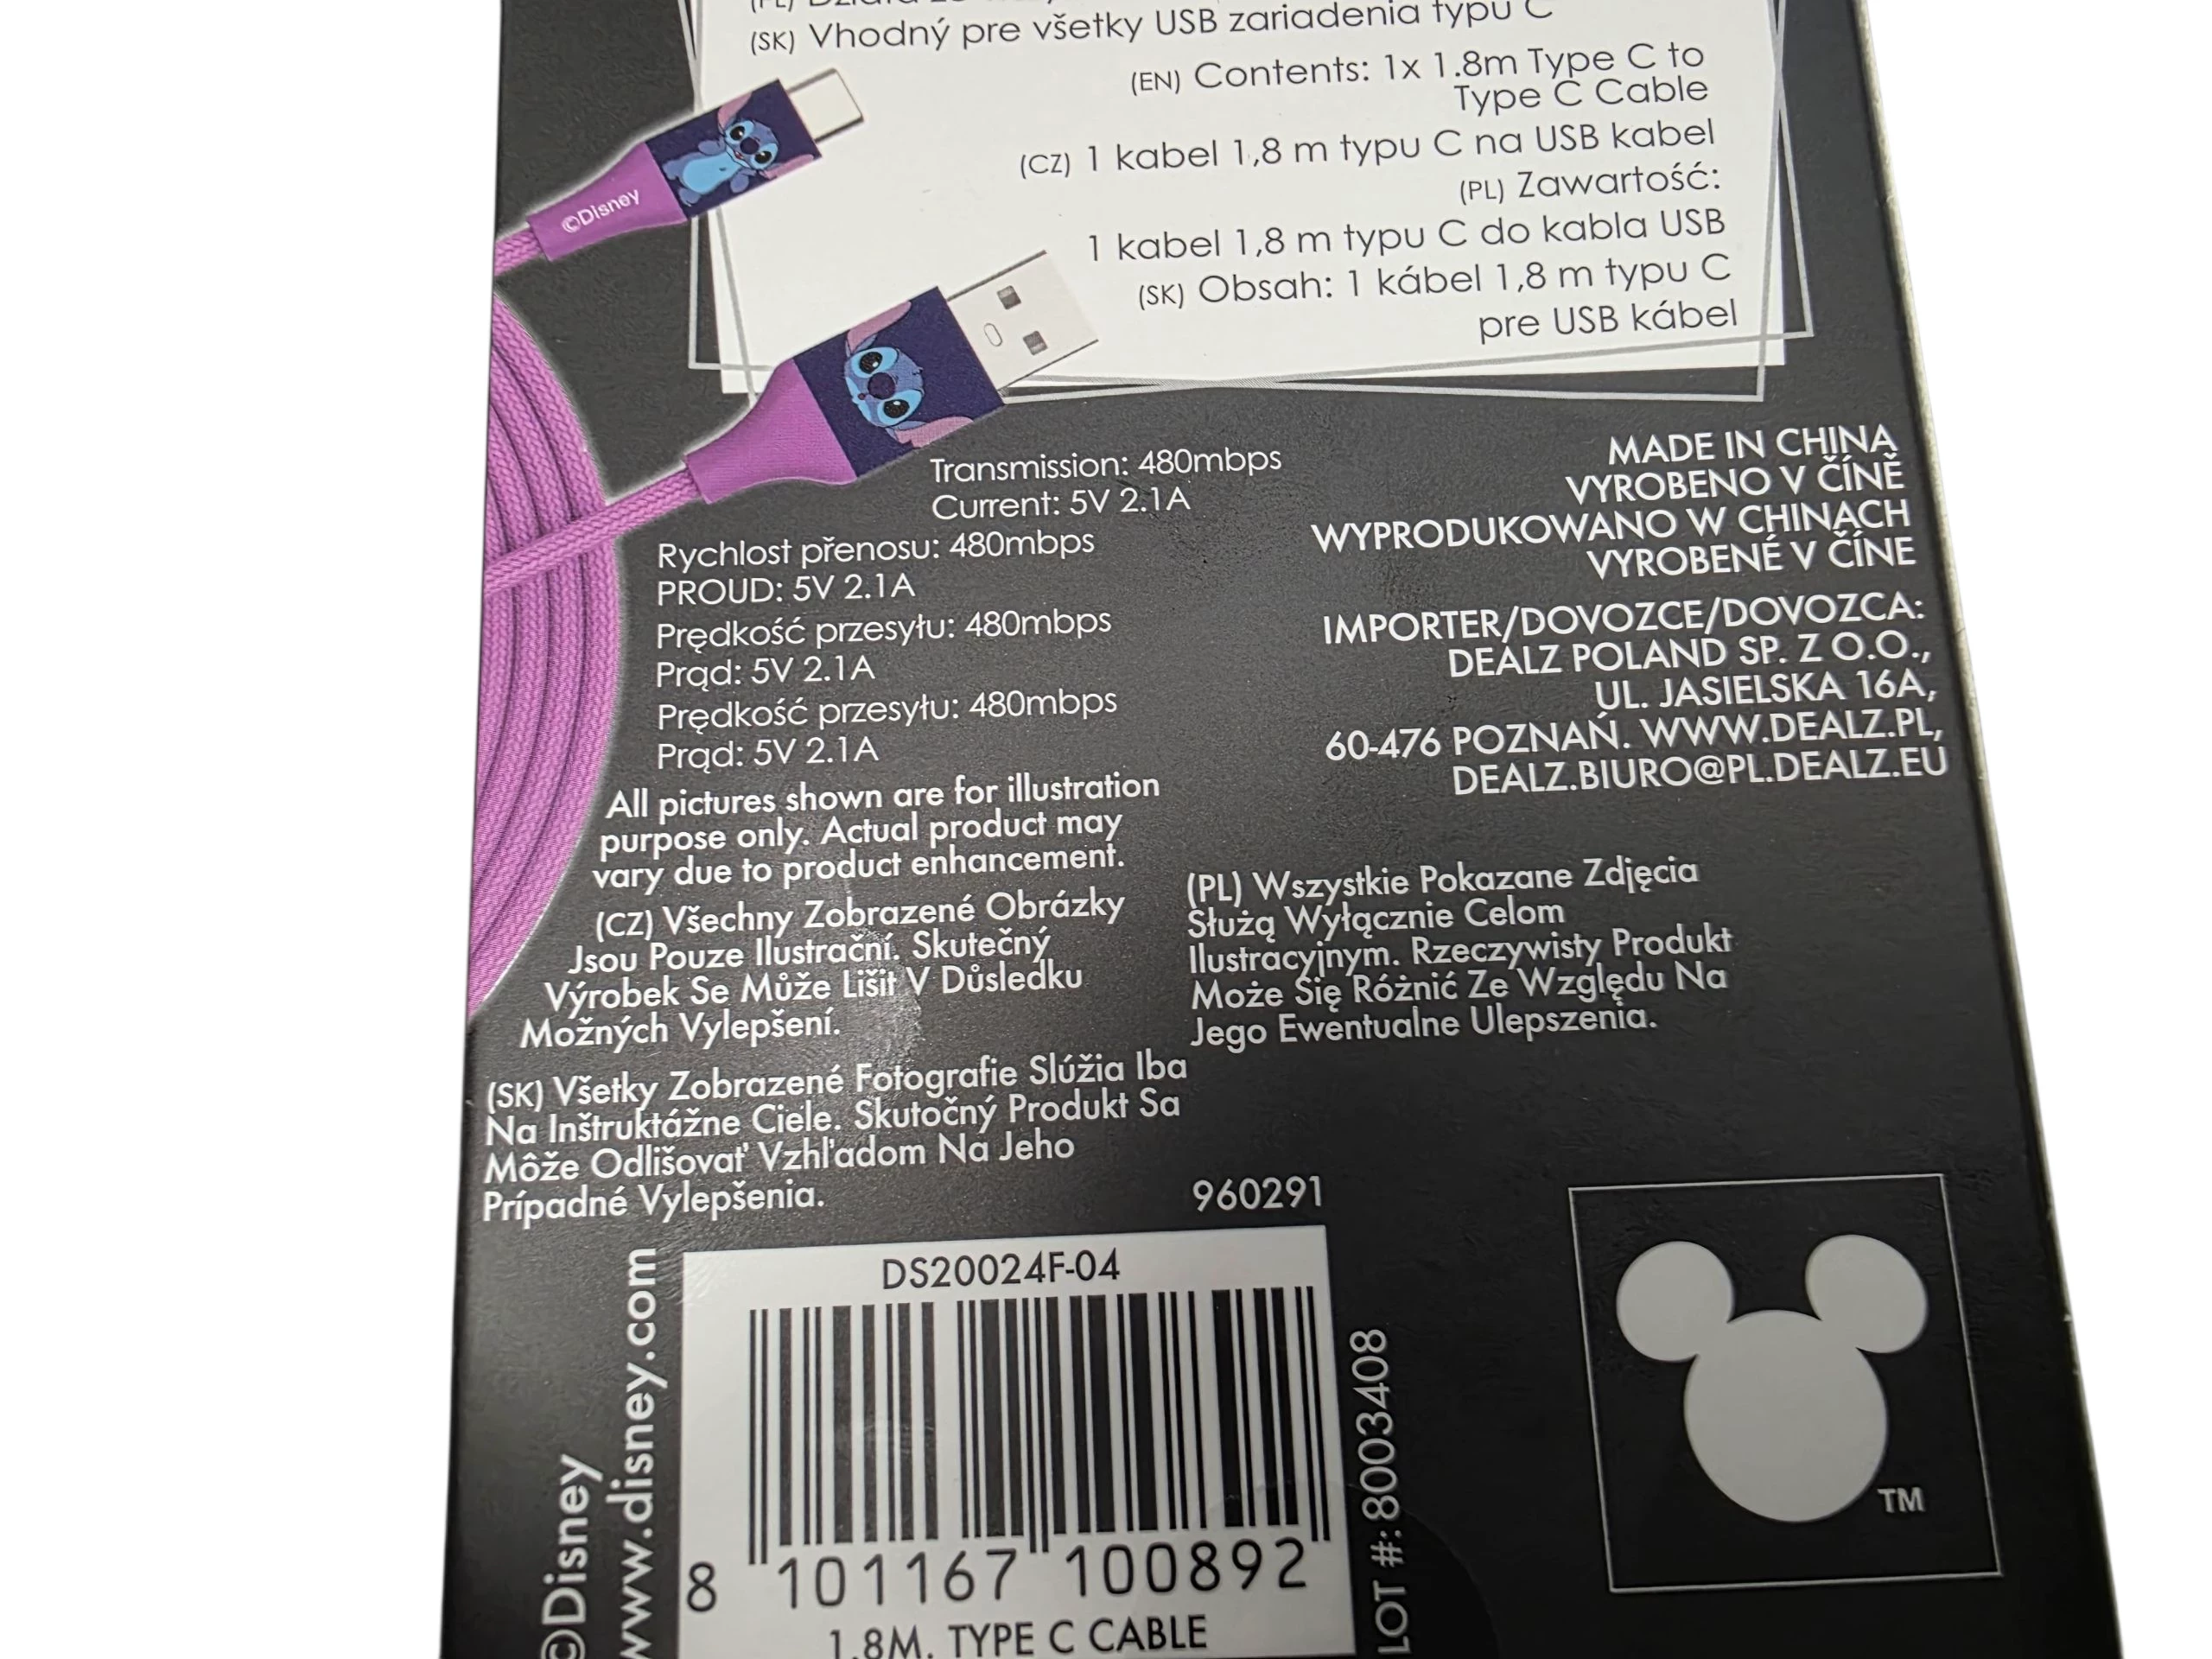 (SK) Vhodný pre všetky USB zariadenia typu C
(EN) Contents: 1x 1.8m Type C to
Type C Cable
(CZ) 1 kabel 1,8 m typu C na USB kabel
(PL) Zawartość:
1 kabel 1,8 m typu C do kabla USB
(SK) Obsah: 1 kábel 1,8 m typu C
pre USB kábel
©Disney
Transmission: 480mbps
Current: 5V 2.1A
Rychlost přenosu: 480mbps
PROUD: 5V 2.1A
Prędkość przesyłu: 480mbps
Prąd: 5V 2.1A
Prędkość przesyłu: 480mbps
Prąd: 5V 2.1A
MADE IN CHINA
VYROBENO V ČÍNĚ
WYPRODUKOWANO W CHINACH
VYROBENÉ V ČÍNE
IMPORTER/DOVOZCE/DOVOZCA:
DEALZ POLAND SP. Z O.O.,
UL. JASIELSKA 16A,
60-476 POZNAŃ. WWW.DEALZ.PL,
DEALZ.BIURO@PL.DEALZ.EU
All pictures shown are for illustration
purpose only. Actual product may
vary due to product enhancement.
(CZ) Všechny Zobrazené Obrázky
Jsou Pouze Ilustrační. Skutečný
Výrobek Se Může Lišit V Důsledku
Možných Vylepšení.
(PL) Wszystkie Pokazane Zdjęcia
Służą Wyłącznie Celom
Ilustracyjnym. Rzeczywisty Produkt
Może Się Różnić Ze Względu Na
Jego Ewentualne Ulepszenia.
(SK) Všetky Zobrazené Fotografie Slúžia Iba
Na Inštruktážne Ciele. Skutočný Produkt Sa
Môže Odlišovať Vzhľadom Na Jeho
Prípadné Vylepšenia.
960291
DS20024F-04
8 101167 100892
1.8M. TYPE C CABLE
©Disney
www.disney.com
LOT #: 8003408
TM